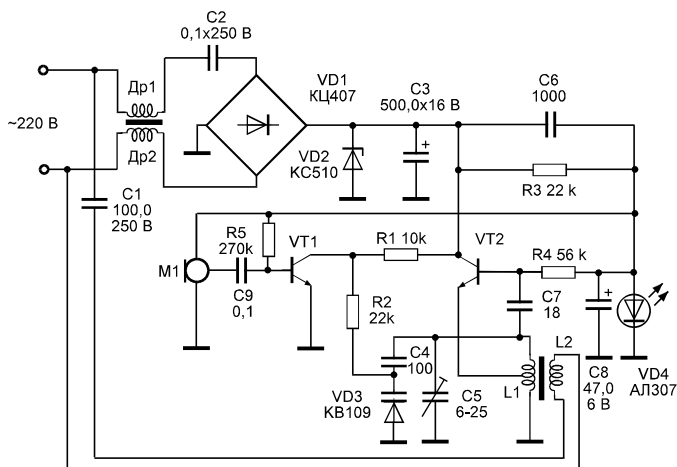 C2
0,1x250 В
Др1
~220 В
Др2
VD1
КЦ407
C3
500,0x16 В
+
C6
1000
VD2
КС510
R3 22 k
C1
100,0
250 В
R5
270k
VT1
R1 10k
VT2
R4 56 k
M1
C9
0,1
R2
22k
C7
18
+
C4
100
L2
L1
C8
47,0
6 В
VD4
АЛ307
VD3
КВ109
C5
6-25